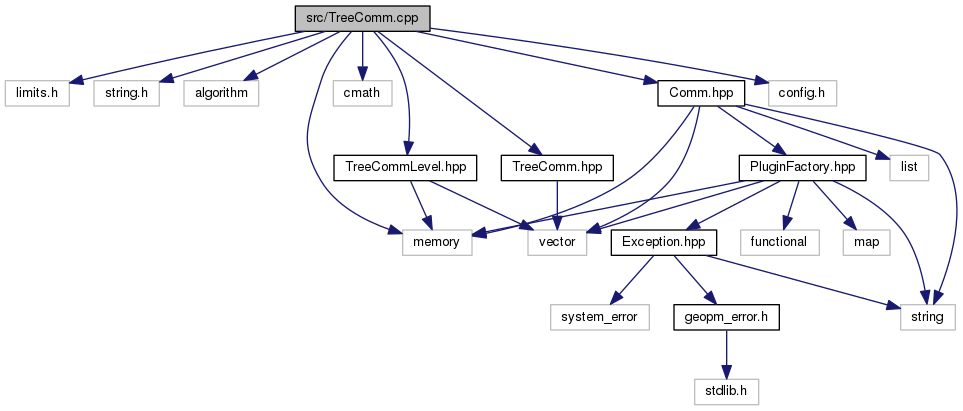 src/TreeComm.cpp
limits.h
string.h
algorithm
cmath
Comm.hpp
config.h
TreeCommLevel.hpp
TreeComm.hpp
PluginFactory.hpp
list
memory
vector
Exception.hpp
functional
map
system_error
geopm_error.h
string
stdlib.h